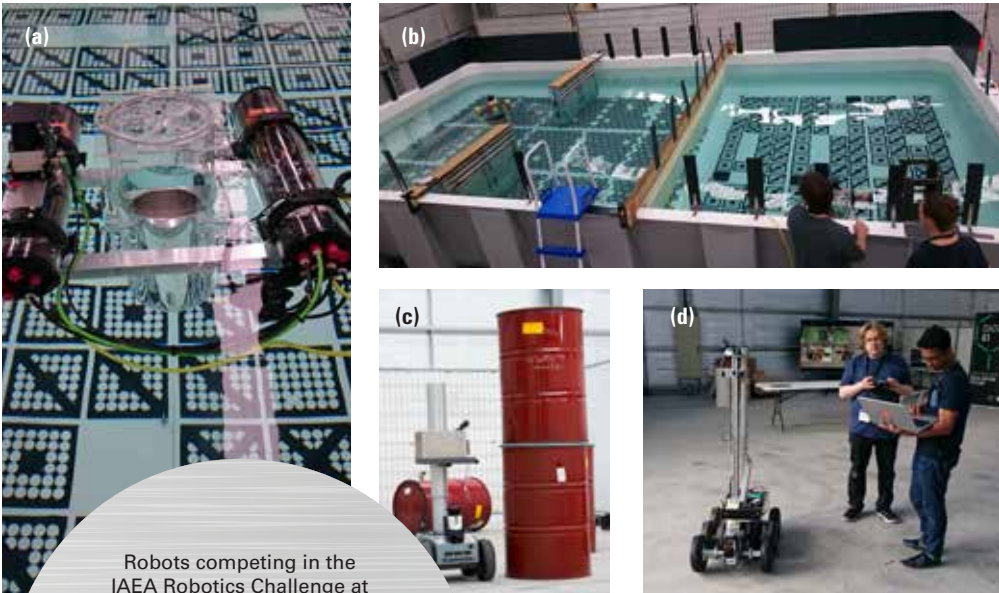 (a)
(b)
(c)
(d)
Robots competing in the
IAEA Robotics Challenge at